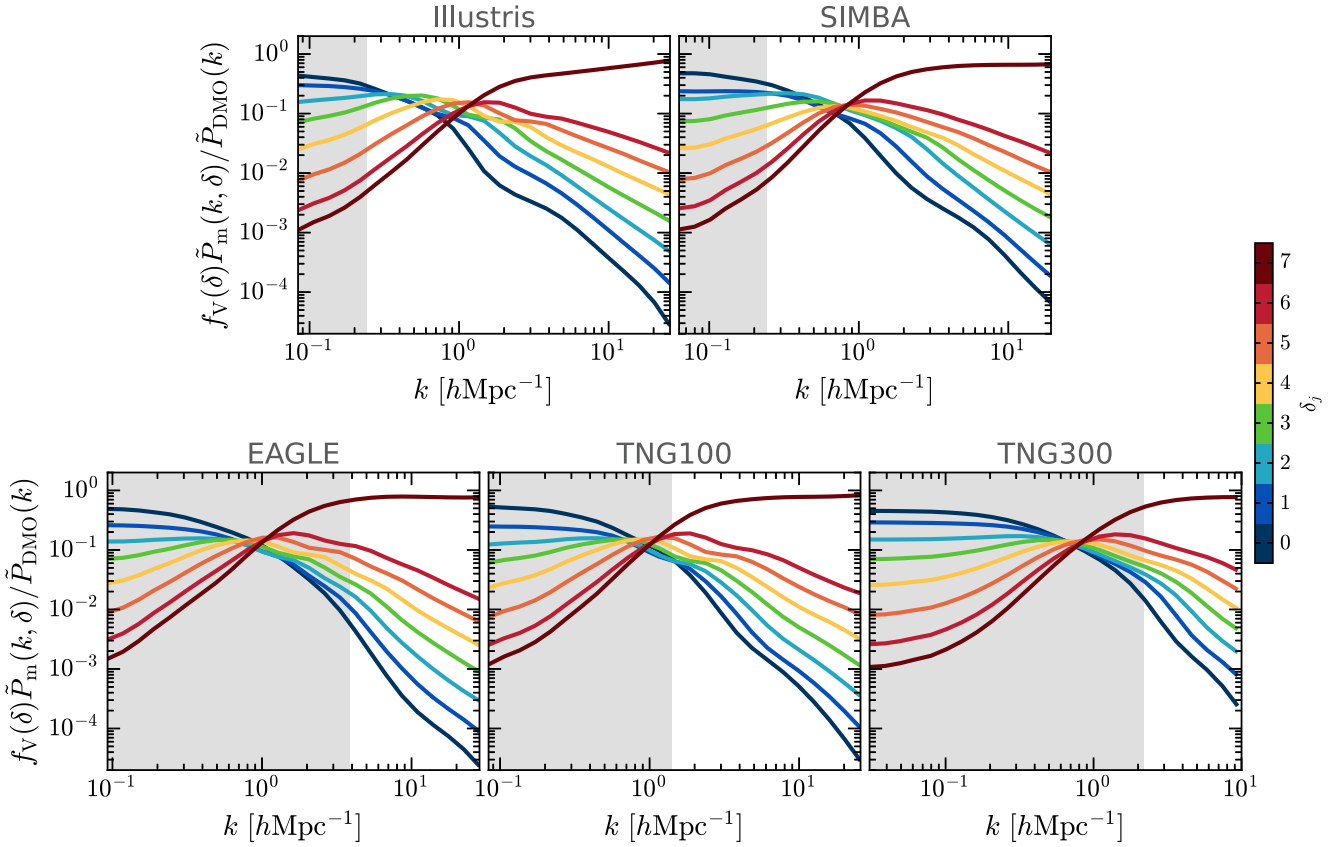 Illustris
SIMBA
f_V(δ)P̃_m(k, δ)/P̃_DMO(k)
10^0
10^−1
10^−2
10^−3
10^−4
10^−1 10^0 10^1
10^−1 10^0 10^1
k [hMpc^−1]
k [hMpc^−1]
7
6
5
4
3
2
1
0
δ_j
EAGLE
TNG100
TNG300
f_V(δ)P̃_m(k, δ)/P̃_DMO(k)
10^0
10^−1
10^−2
10^−3
10^−4
10^−1 10^0 10^1
10^−1 10^0 10^1
10^−1 10^0 10^1
k [hMpc^−1]
k [hMpc^−1]
k [hMpc^−1]